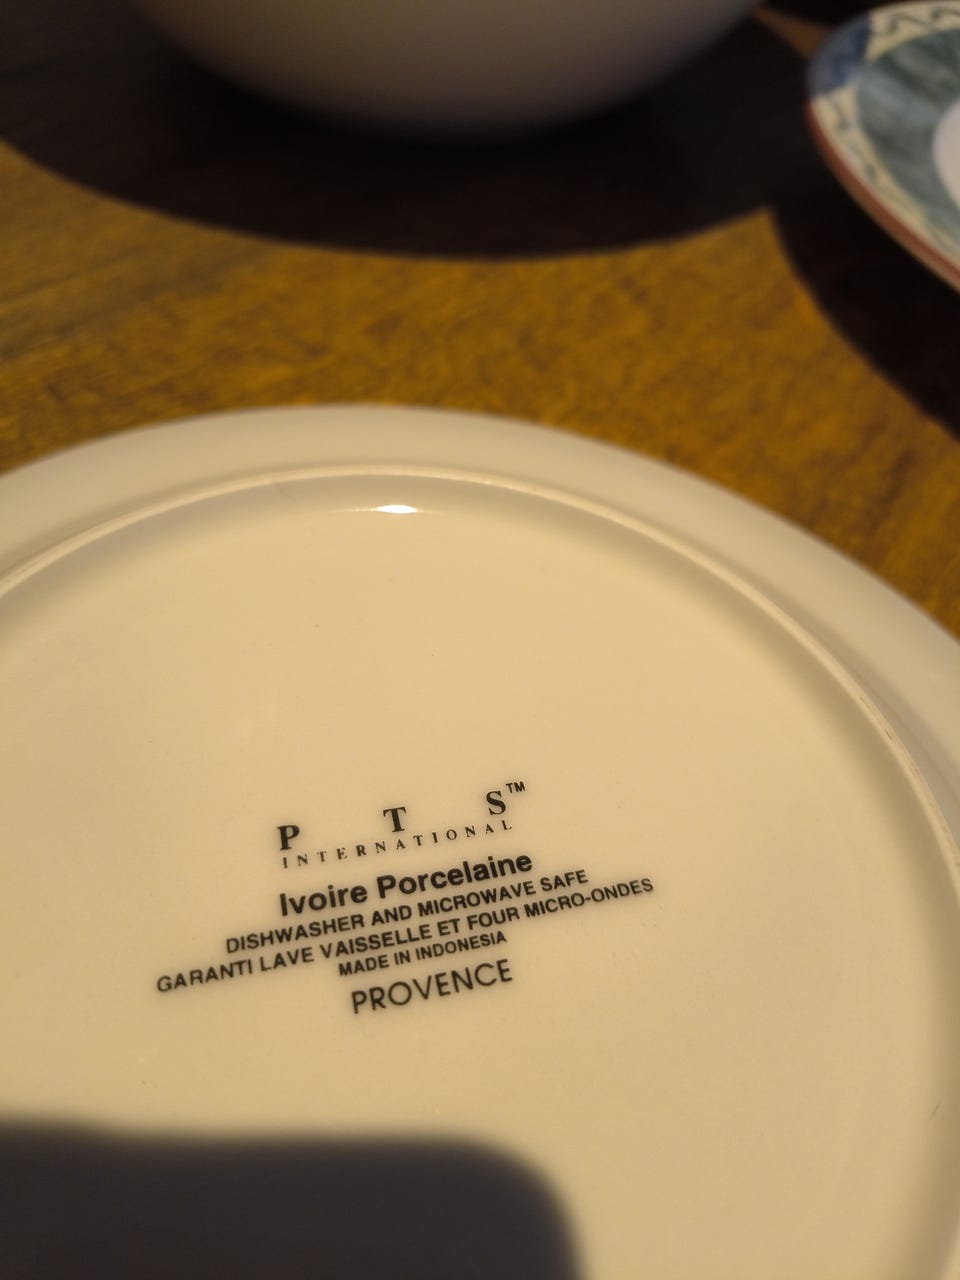 P T S™
INTERNATIONAL
Ivoire Porcelaine
DISHWASHER AND MICROWAVE SAFE
GARANTI LAVE VAISSELLE ET FOUR MICRO-ONDES
MADE IN INDONESIA
PROVENCE